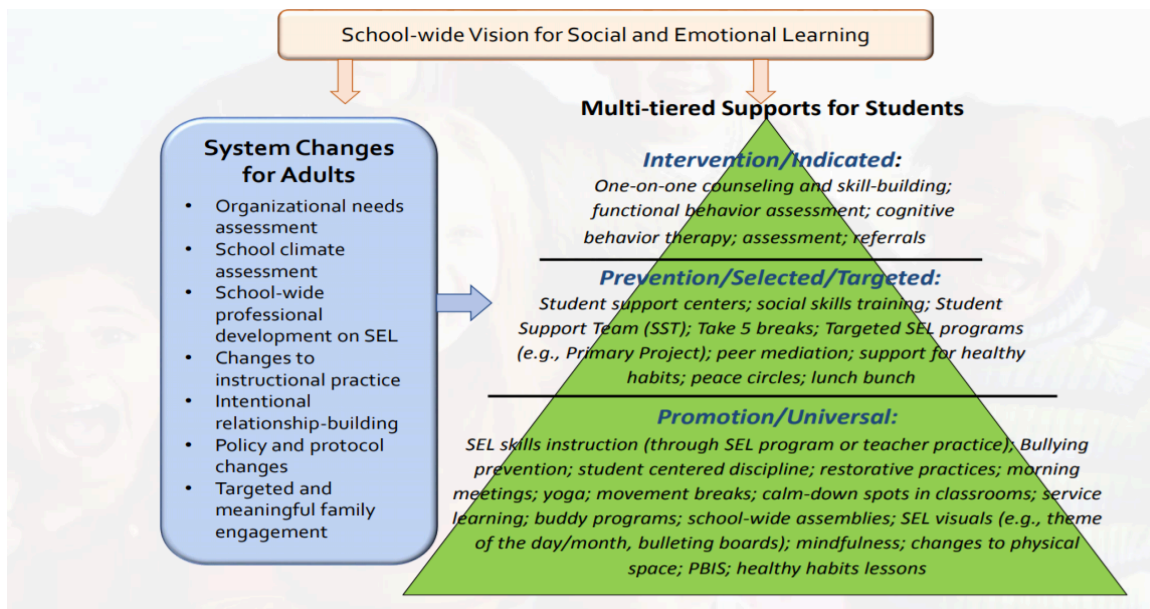 School-wide Vision for Social and Emotional Learning
System Changes
for Adults
• Organizational needs
assessment
• School climate
assessment
• School-wide
professional
development on SEL
• Changes to
instructional practice
• Intentional
relationship-building
• Policy and protocol
changes
• Targeted and
meaningful family
engagement
Multi-tiered Supports for Students
Intervention/Indicated:
One-on-one counseling and skill-building;
functional behavior assessment; cognitive
behavior therapy; assessment; referrals
Prevention/Selected/Targeted:
Student support centers; social skills training; Student
Support Team (SST); Take 5 breaks; Targeted SEL programs
(e.g., Primary Project); peer mediation; support for healthy
habits; peace circles; lunch bunch
Promotion/Universal:
SEL skills instruction (through SEL program or teacher practice); Bullying
prevention; student centered discipline; restorative practices; morning
meetings; yoga; movement breaks; calm-down spots in classrooms; service
learning; buddy programs; school-wide assemblies; SEL visuals (e.g., theme
of the day/month, bulleting boards); mindfulness; changes to physical
space; PBIS; healthy habits lessons